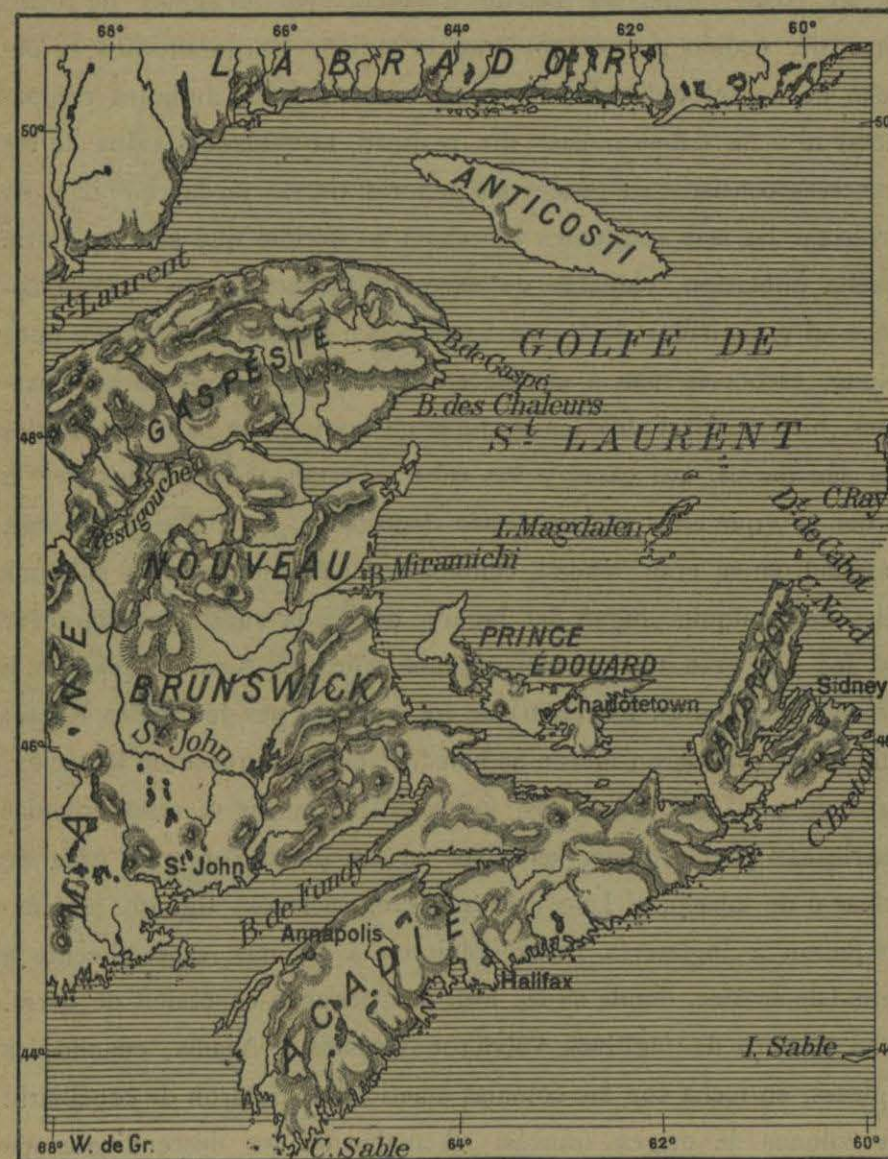 68° 66° 64° 62° 60°
LABRADOR
50° 50
ANTICOSTI
St. Laurent
GOLFE DE
GASPÉSIE
B. de Gaspé
B. des Chaleurs
St. LAURENT
48°
C. Ray
Restigouche
Dt. de Cabot
I. Magdalen
NOUVEAU
B. Miramichi
C. Nord
MAINE
PRINCE
ÉDOUARD
BRUNSWICK
Charlotetown
CAP BRETON
Sidney
St. John
46°
C. Breton
St. John
B. de Fundy
Annapolis
ACADIE
Halifax
44°
I. Sable
C. Sable
68° W. de Gr. 64° 62° 60°